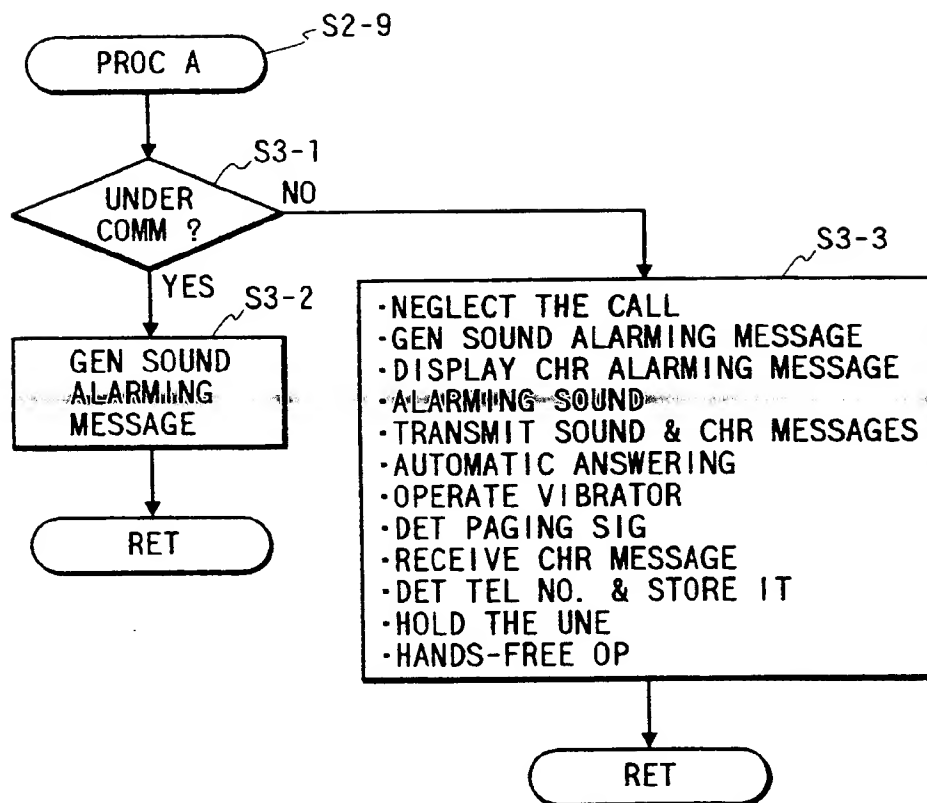 S2-9
PROC A
S3-1
UNDER
COMM ?
NO
YES
S3-2
GEN SOUND
ALARMING
MESSAGE
RET
S3-3
·NEGLECT THE CALL
·GEN SOUND ALARMING MESSAGE
·DISPLAY CHR ALARMING MESSAGE
·ALARMING SOUND
·TRANSMIT SOUND & CHR MESSAGES
·AUTOMATIC ANSWERING
·OPERATE VIBRATOR
·DET PAGING SIG
·RECEIVE CHR MESSAGE
·DET TEL NO. & STORE IT
·HOLD THE UNE
·HANDS-FREE OP
RET